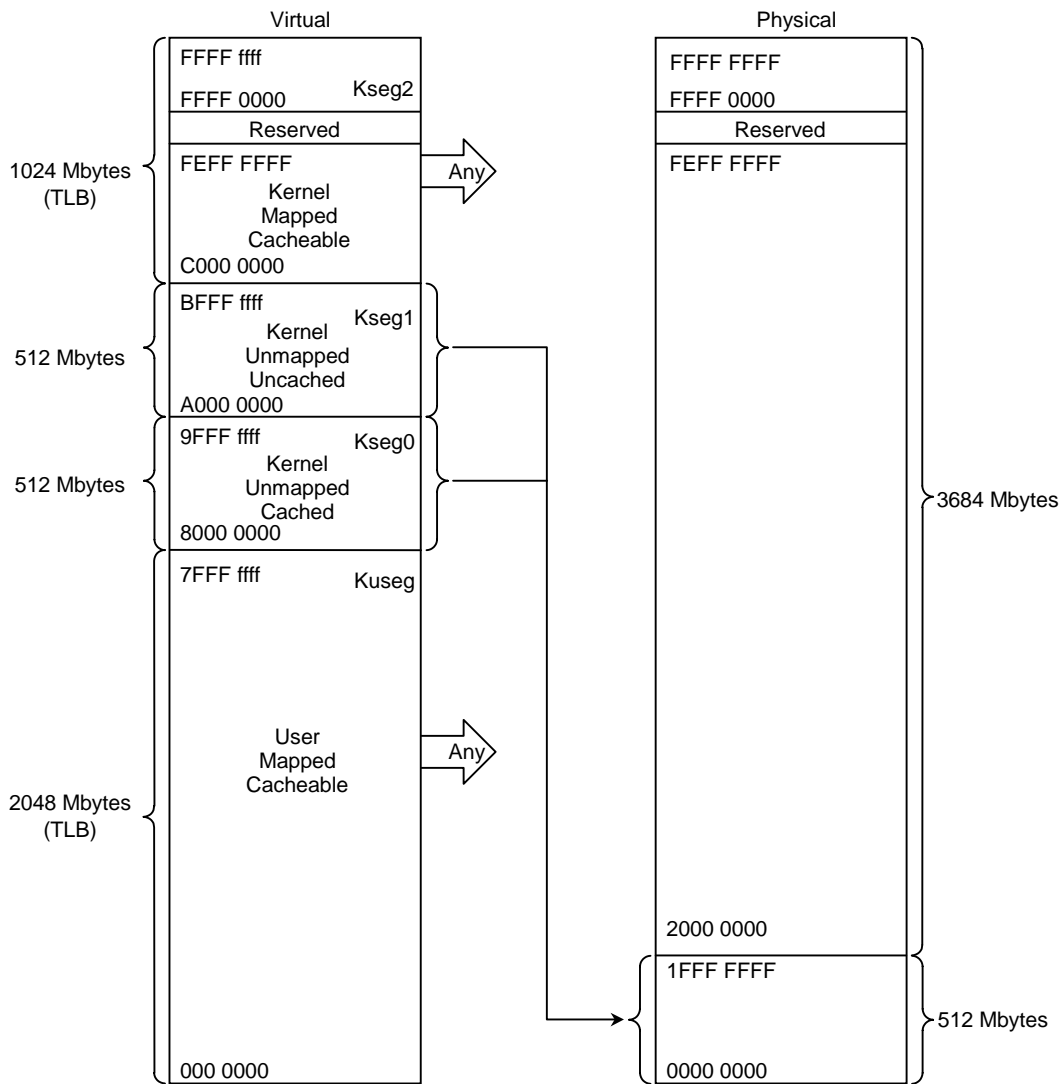 Virtual
FFFF ffff
FFFF 0000
Kseg2
Reserved
FEFF FFFF
Kernel
Mapped
Cacheable
C000 0000
Any
1024 Mbytes
(TLB)
BFFF ffff
Kseg1
Kernel
Unmapped
Uncached
A000 0000
512 Mbytes
9FFF ffff
Kseg0
Kernel
Unmapped
Cached
8000 0000
512 Mbytes
7FFF ffff
Kuseg
User
Mapped
Cacheable
Any
2048 Mbytes
(TLB)
000 0000
Physical
FFFF FFFF
FFFF 0000
Reserved
FEFF FFFF
3684 Mbytes
2000 0000
1FFF FFFF
512 Mbytes
0000 0000